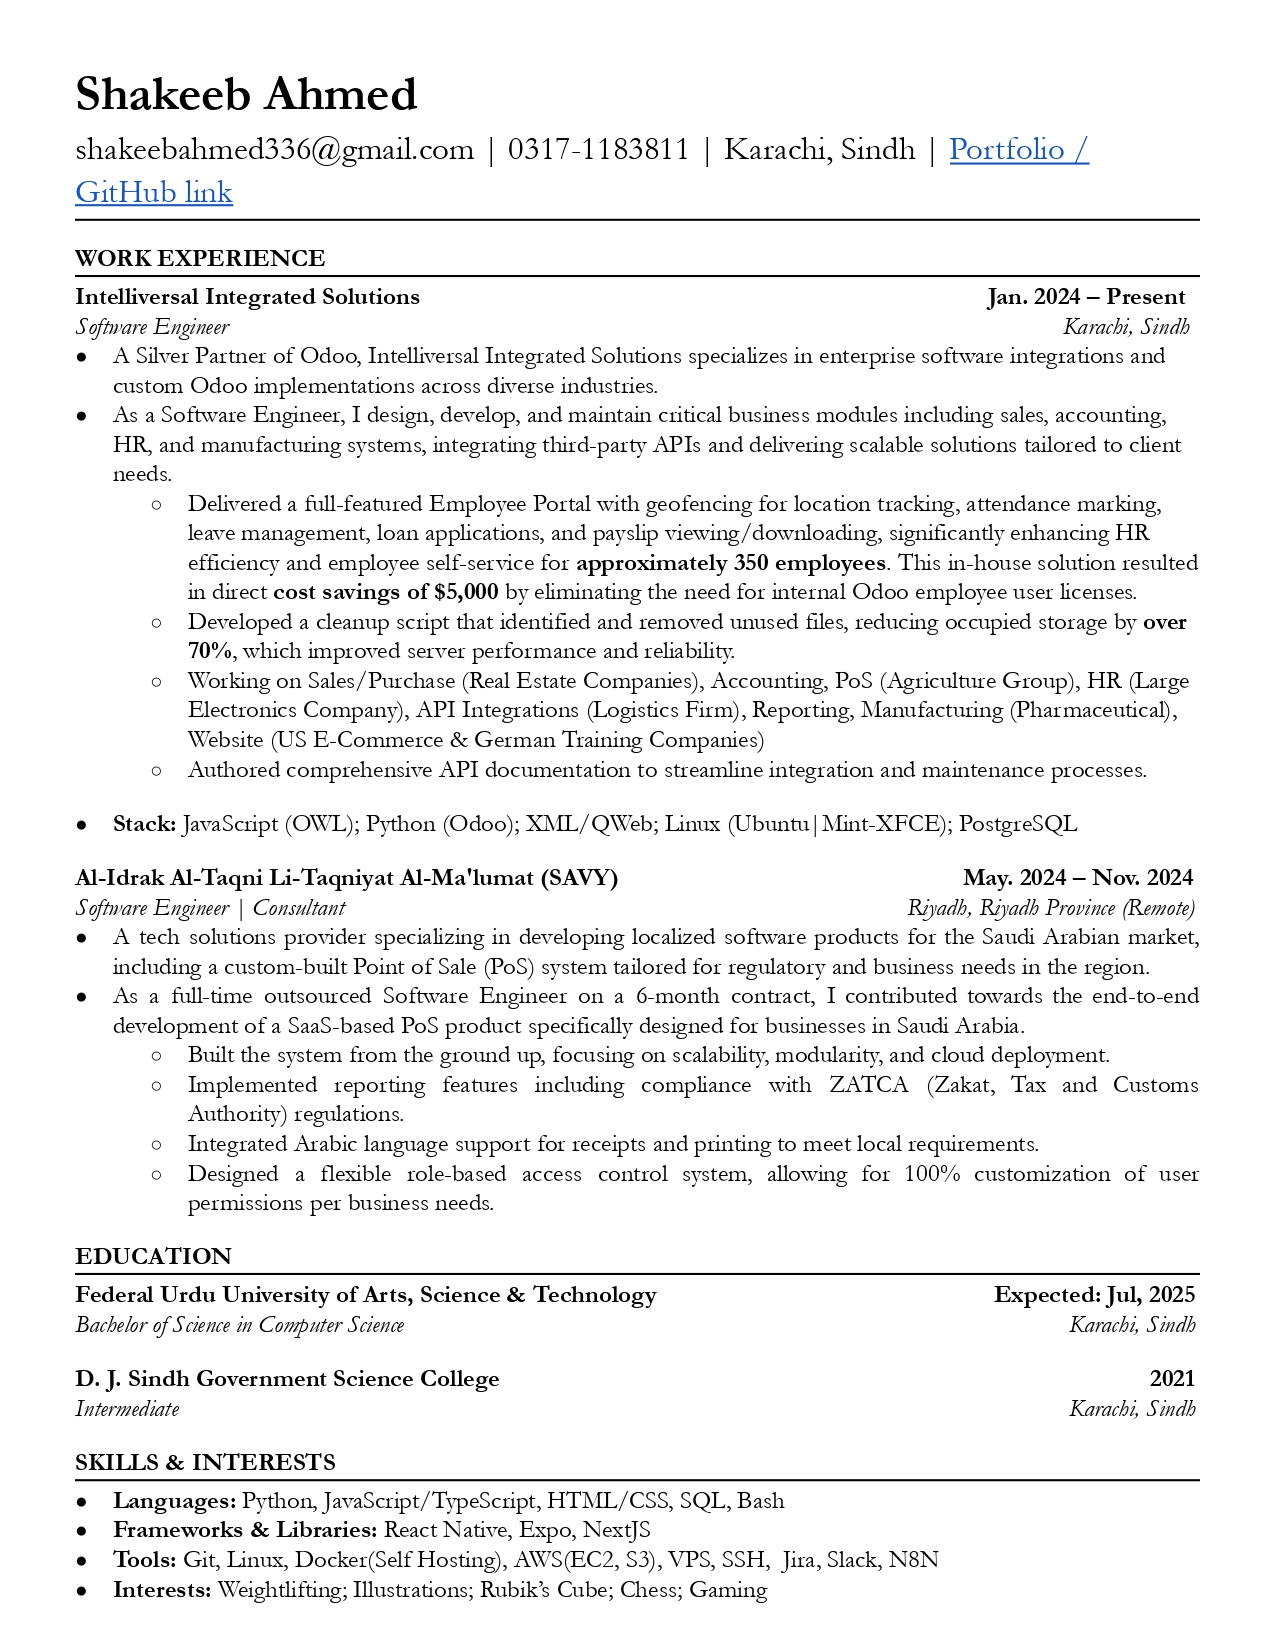 Shakeeb Ahmed
shakeebahmed336@gmail.com | 0317-1183811 | Karachi, Sindh | Portfolio /
GitHub link
WORK EXPERIENCE
Intelliversal Integrated Solutions Jan. 2024 – Present
Software Engineer Karachi, Sindh
● A Silver Partner of Odoo, Intelliversal Integrated Solutions specializes in enterprise software integrations and
custom Odoo implementations across diverse industries.
● As a Software Engineer, I design, develop, and maintain critical business modules including sales, accounting,
HR, and manufacturing systems, integrating third-party APIs and delivering scalable solutions tailored to client
needs.
○ Delivered a full-featured Employee Portal with geofencing for location tracking, attendance marking,
leave management, loan applications, and payslip viewing/downloading, significantly enhancing HR
efficiency and employee self-service for approximately 350 employees. This in-house solution resulted
in direct cost savings of $5,000 by eliminating the need for internal Odoo employee user licenses.
○ Developed a cleanup script that identified and removed unused files, reducing occupied storage by over
70%, which improved server performance and reliability.
○ Working on Sales/Purchase (Real Estate Companies), Accounting, PoS (Agriculture Group), HR (Large
Electronics Company), API Integrations (Logistics Firm), Reporting, Manufacturing (Pharmaceutical),
Website (US E-Commerce & German Training Companies)
○ Authored comprehensive API documentation to streamline integration and maintenance processes.
● Stack: JavaScript (OWL); Python (Odoo); XML/QWeb; Linux (Ubuntu|Mint-XFCE); PostgreSQL
Al-Idrak Al-Taqni Li-Taqniyat Al-Ma'lumat (SAVY) May. 2024 – Nov. 2024
Software Engineer | Consultant Riyadh, Riyadh Province (Remote)
● A tech solutions provider specializing in developing localized software products for the Saudi Arabian market,
including a custom-built Point of Sale (PoS) system tailored for regulatory and business needs in the region.
● As a full-time outsourced Software Engineer on a 6-month contract, I contributed towards the end-to-end
development of a SaaS-based PoS product specifically designed for businesses in Saudi Arabia.
○ Built the system from the ground up, focusing on scalability, modularity, and cloud deployment.
○ Implemented reporting features including compliance with ZATCA (Zakat, Tax and Customs
Authority) regulations.
○ Integrated Arabic language support for receipts and printing to meet local requirements.
○ Designed a flexible role-based access control system, allowing for 100% customization of user
permissions per business needs.
EDUCATION
Federal Urdu University of Arts, Science & Technology Expected: Jul, 2025
Bachelor of Science in Computer Science Karachi, Sindh
D. J. Sindh Government Science College 2021
Intermediate Karachi, Sindh
SKILLS & INTERESTS
● Languages: Python, JavaScript/TypeScript, HTML/CSS, SQL, Bash
● Frameworks & Libraries: React Native, Expo, NextJS
● Tools: Git, Linux, Docker(Self Hosting), AWS(EC2, S3), VPS, SSH, Jira, Slack, N8N
● Interests: Weightlifting; Illustrations; Rubik’s Cube; Chess; Gaming